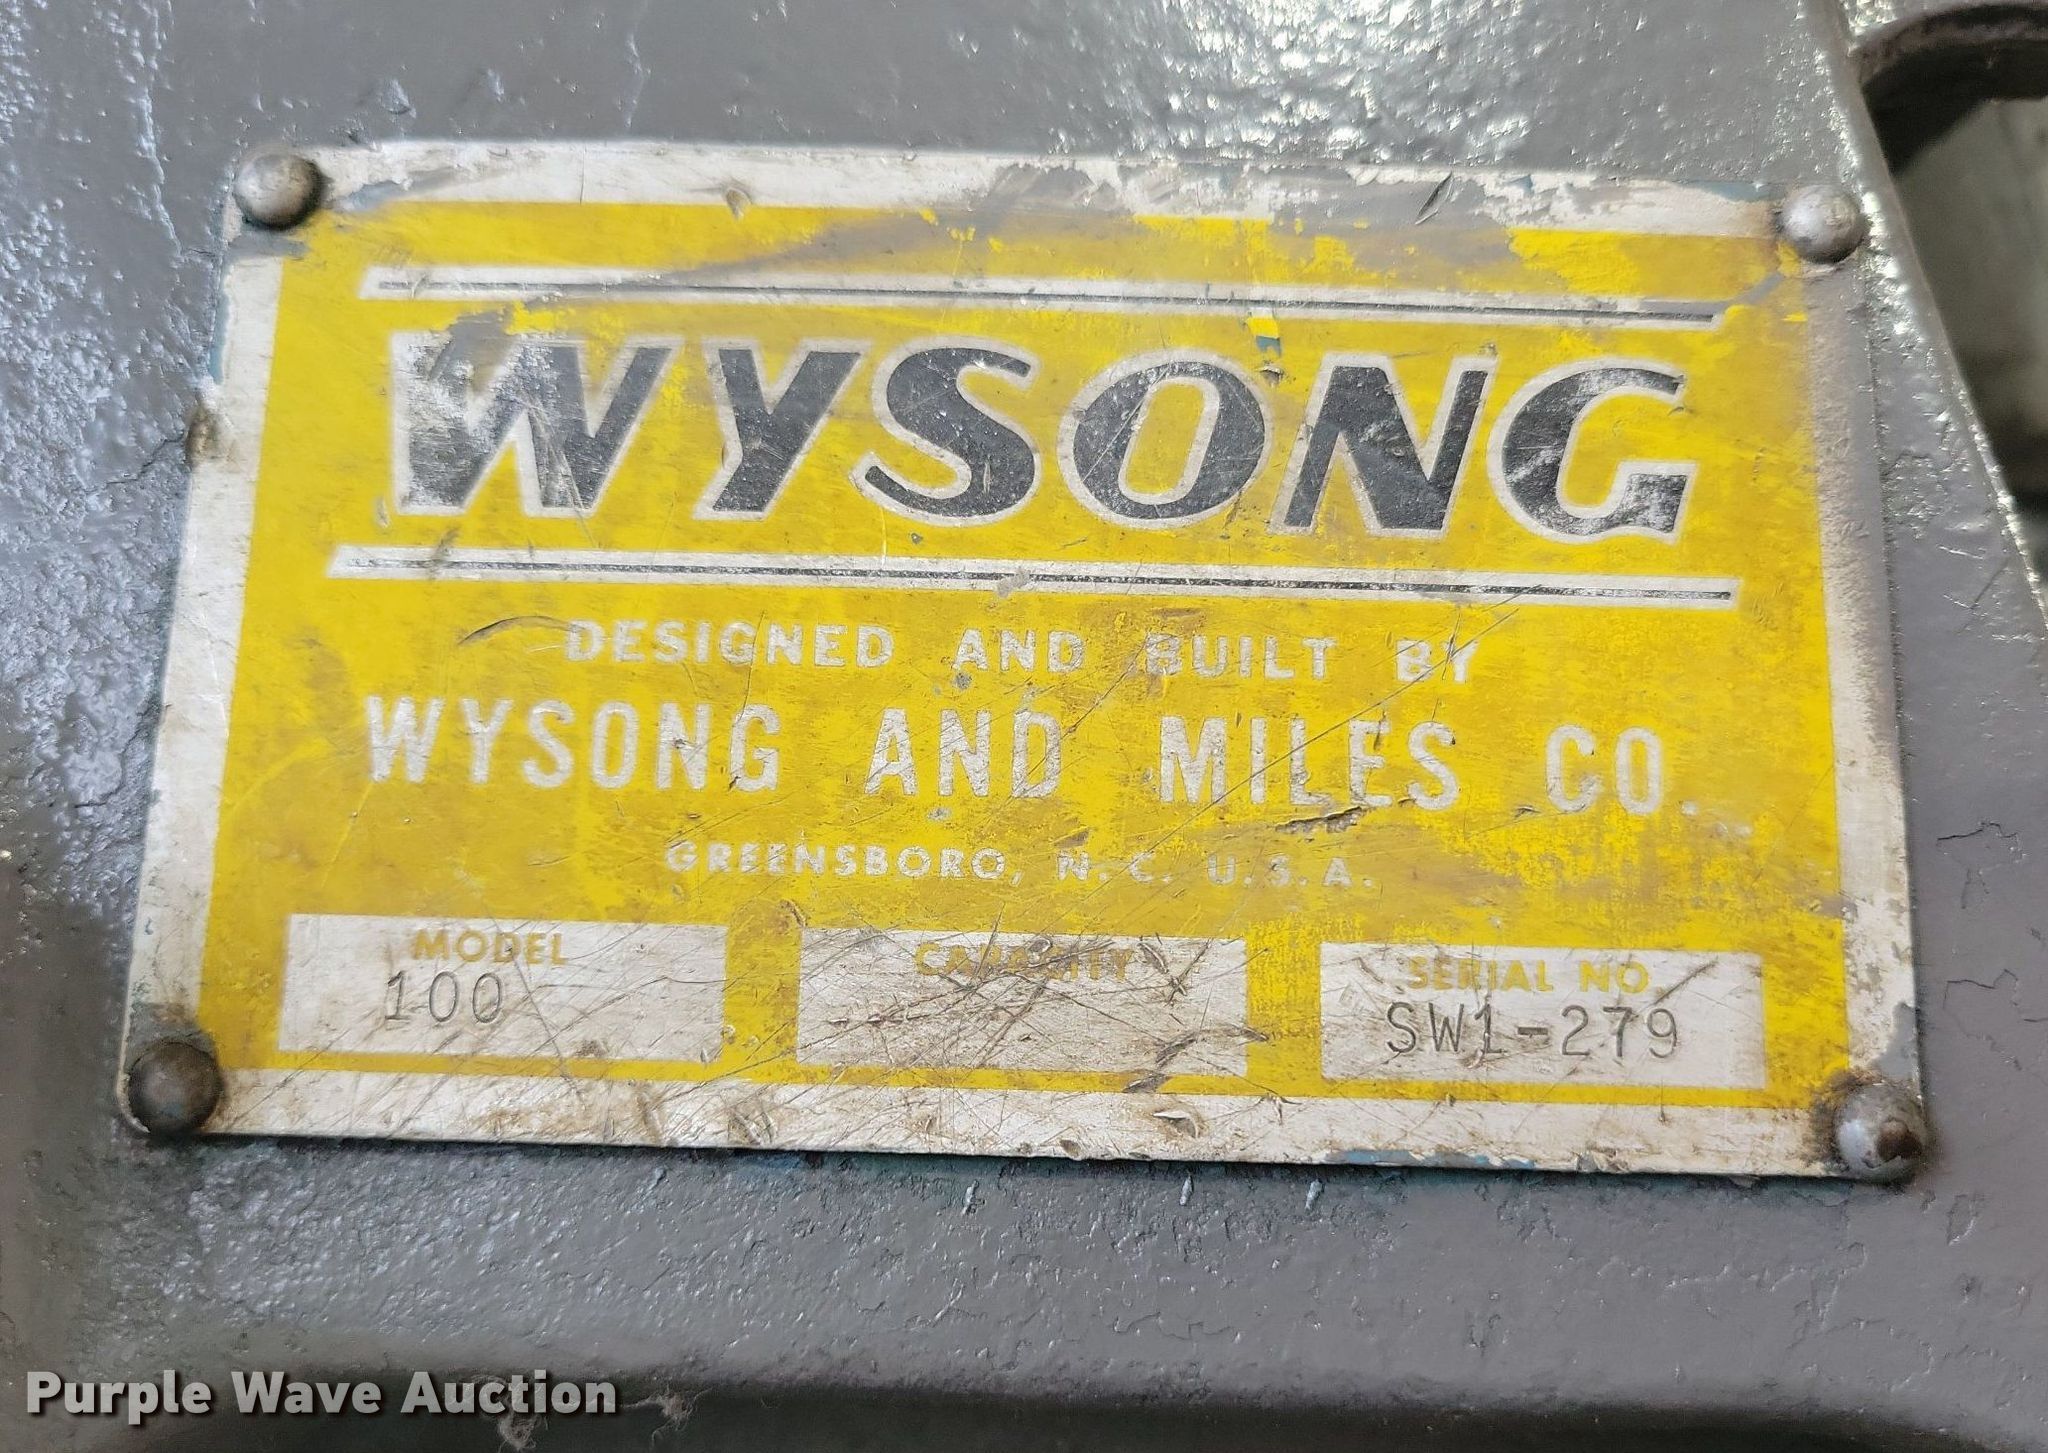 WYSONG
DESIGNED AND BUILT BY
WYSONG AND MILES CO.
GREENSBORO, N.C. U.S.A.
MODEL CAPACITY SERIAL NO.
100 SW1-279
Purple Wave Auction